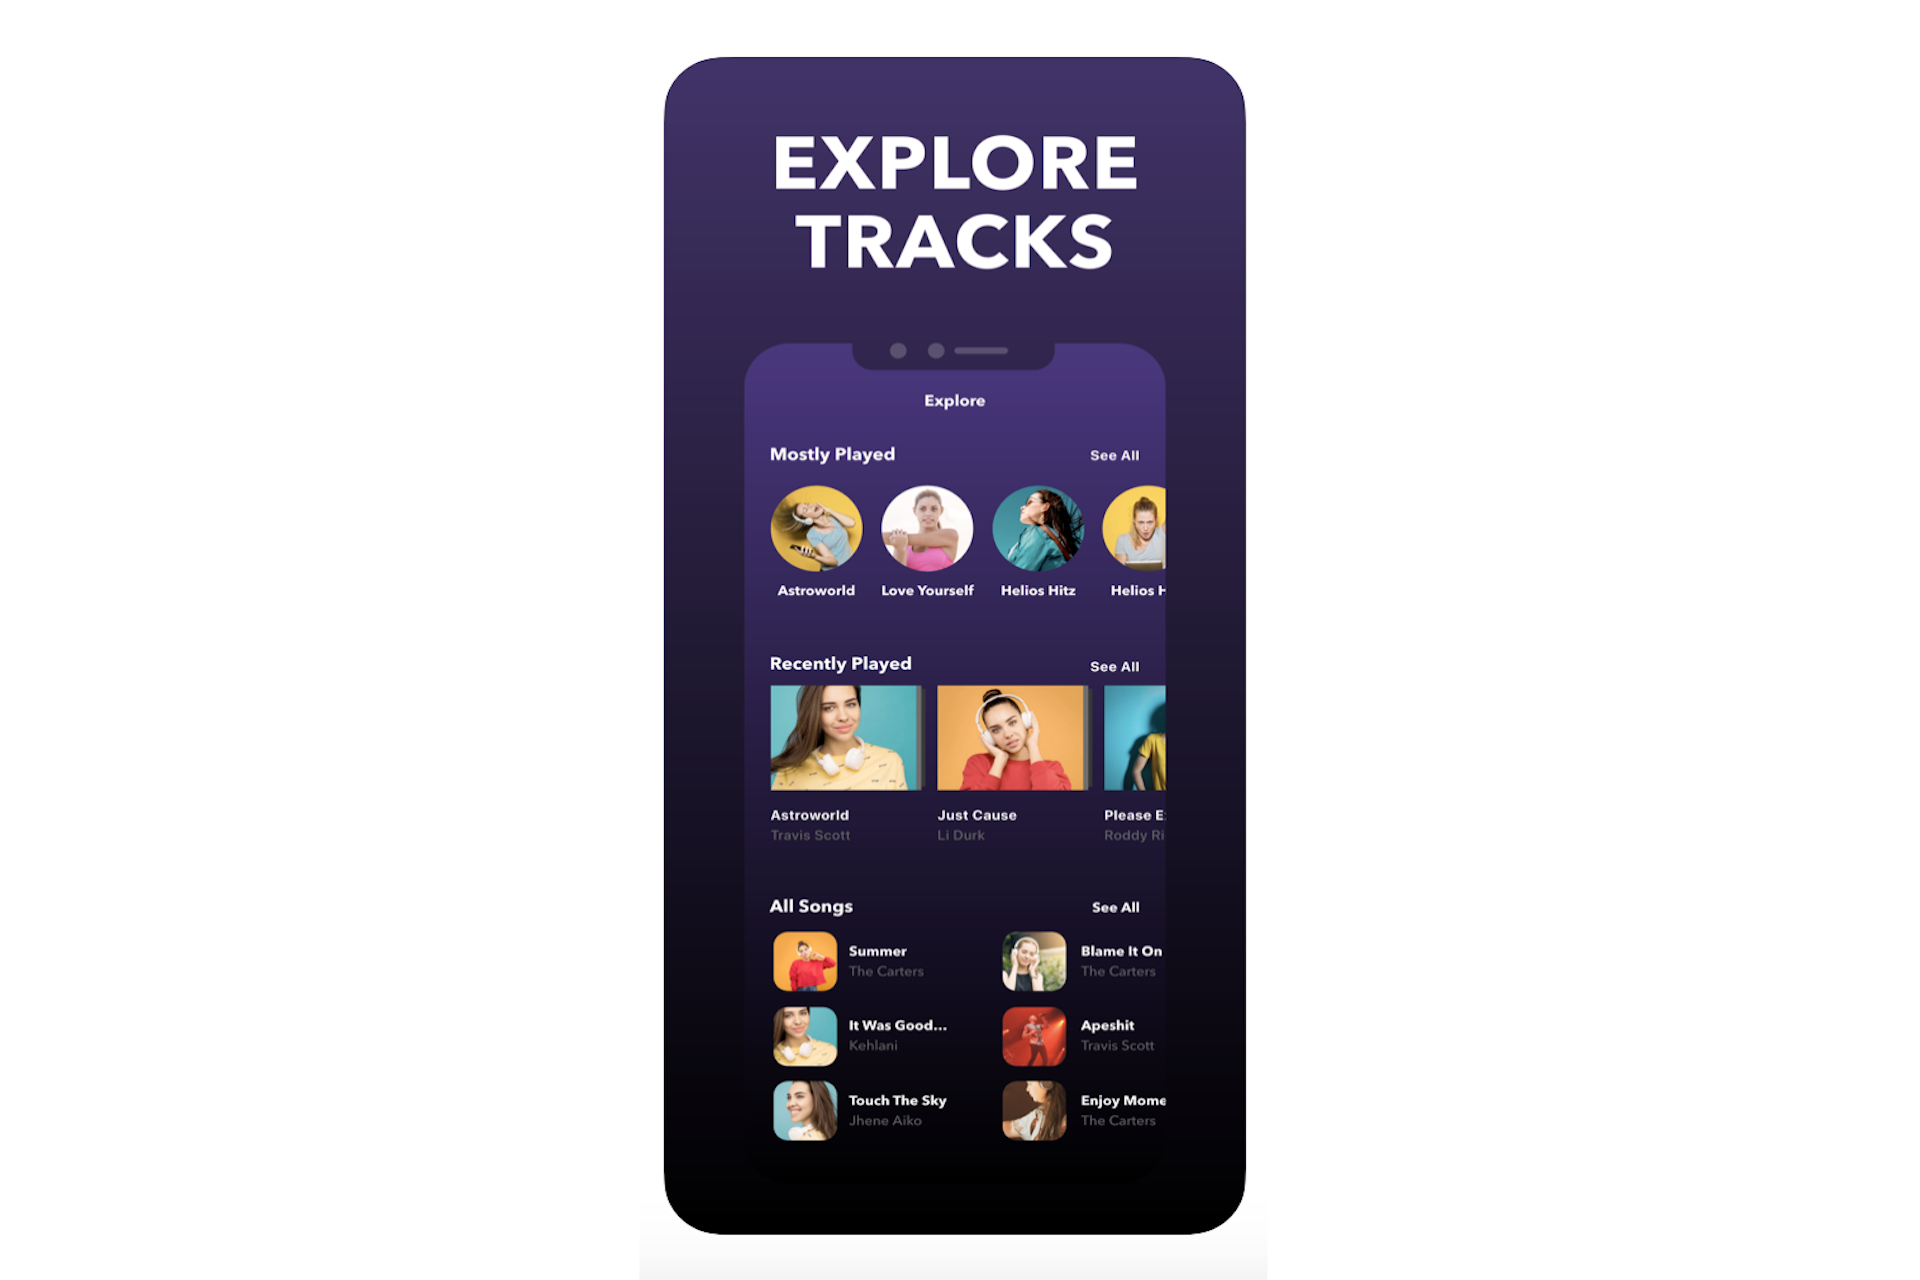 EXPLORE
TRACKS
Explore
Mostly Played See All
Astroworld Love Yourself Helios Hitz Helios H
Recently Played See All
Astroworld Just Cause Please E
Travis Scott Li Durk Roddy Ri
All Songs See All
Summer Blame It On
The Carters The Carters
It Was Good... Apeshit
Kehlani Travis Scott
Touch The Sky Enjoy Mome
Jhene Aiko The Carters